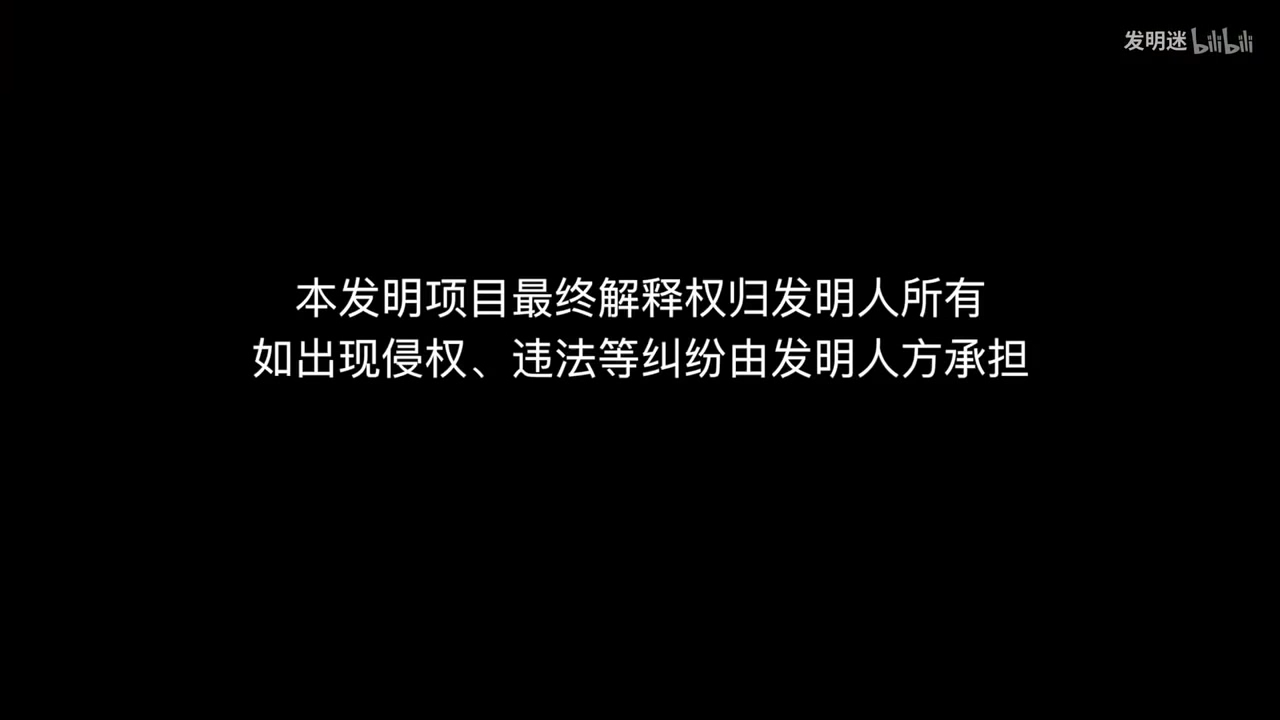 发明迷 bilibili
本发明项目最终解释权归发明人所有
如出现侵权、违法等纠纷由发明人方承担